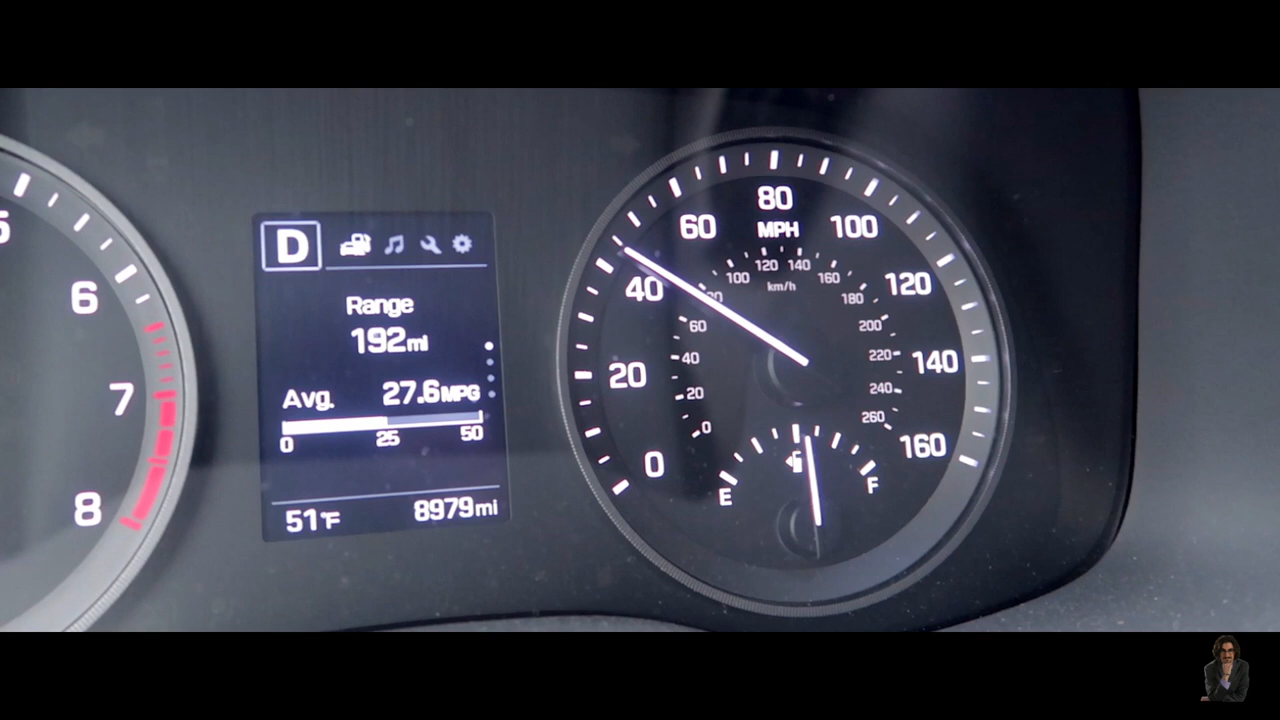 5
6
7
8
D
Range
192mi
Avg. 27.6MPG
0 25 50
51°F 8979mi
0
20
40
60
80
100
120
140
160
MPH
0
20
40
60
100
120
140
160
180
200
220
240
260
km/h
E F